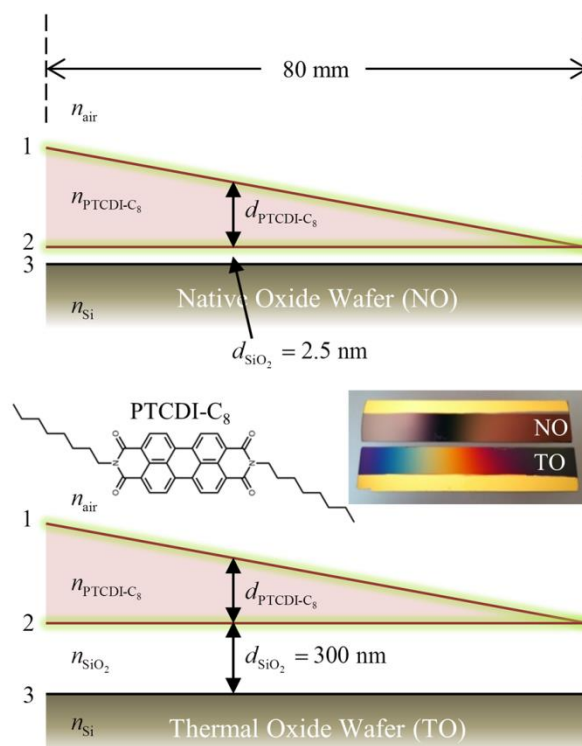 80 mm
n_air
1
n_PTCDI-C₈
d_PTCDI-C₈
2
3
n_Si
Native Oxide Wafer (NO)
d_SiO₂ = 2.5 nm
PTCDI-C₈
O
O
N
N
O
O
NO
TO
n_air
1
n_PTCDI-C₈
d_PTCDI-C₈
2
n_SiO₂
d_SiO₂ = 300 nm
3
n_Si
Thermal Oxide Wafer (TO)